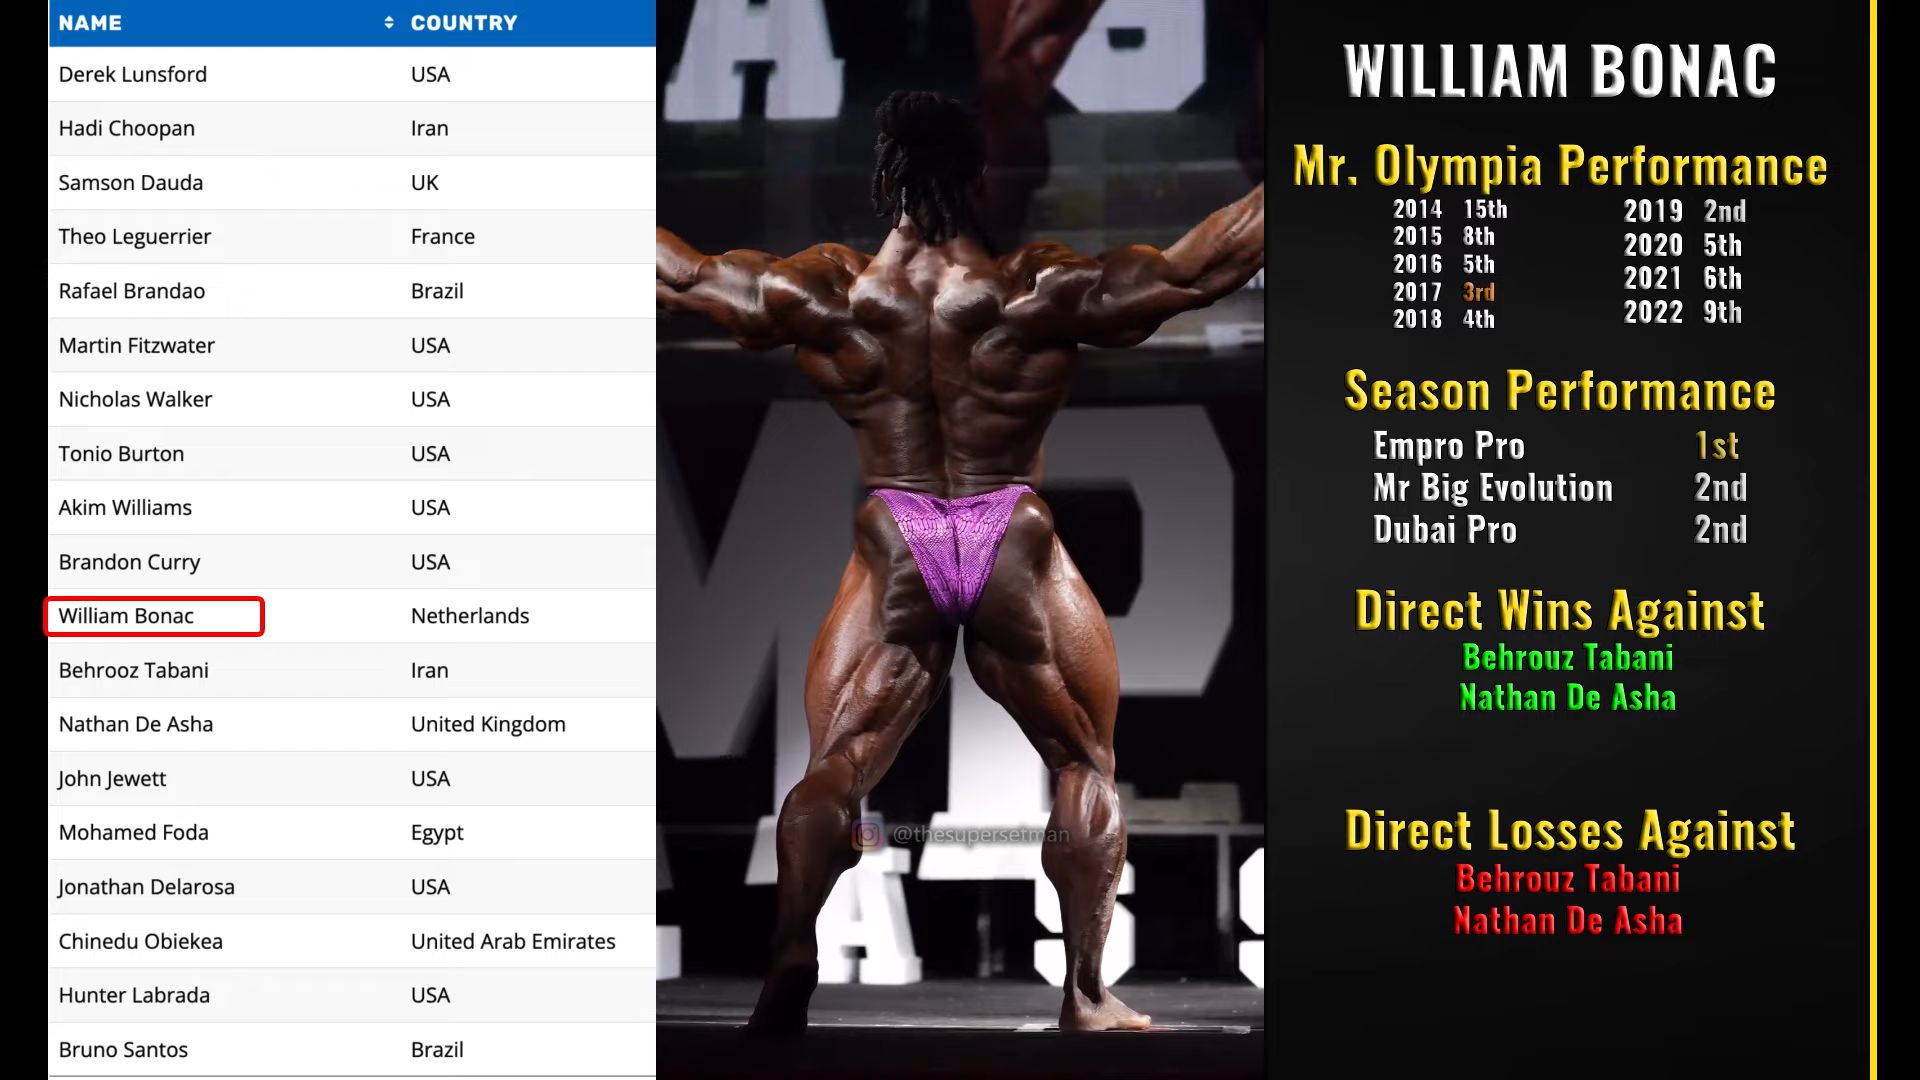 NAME COUNTRY
Derek Lunsford USA
Hadi Choopan Iran
Samson Dauda UK
Theo Leguerrier France
Rafael Brandao Brazil
Martin Fitzwater USA
Nicholas Walker USA
Tonio Burton USA
Akim Williams USA
Brandon Curry USA
William Bonac Netherlands
Behrooz Tabani Iran
Nathan De Asha United Kingdom
John Jewett USA
Mohamed Foda Egypt
Jonathan Delarosa USA
Chinedu Obiekea United Arab Emirates
Hunter Labrada USA
Bruno Santos Brazil
@thesupersetman
WILLIAM BONAC
Mr. Olympia Performance
2014 15th
2015 8th
2016 5th
2017 3rd
2018 4th
2019 2nd
2020 5th
2021 6th
2022 9th
Season Performance
Empro Pro 1st
Mr Big Evolution 2nd
Dubai Pro 2nd
Direct Wins Against
Behrouz Tabani
Nathan De Asha
Direct Losses Against
Behrouz Tabani
Nathan De Asha